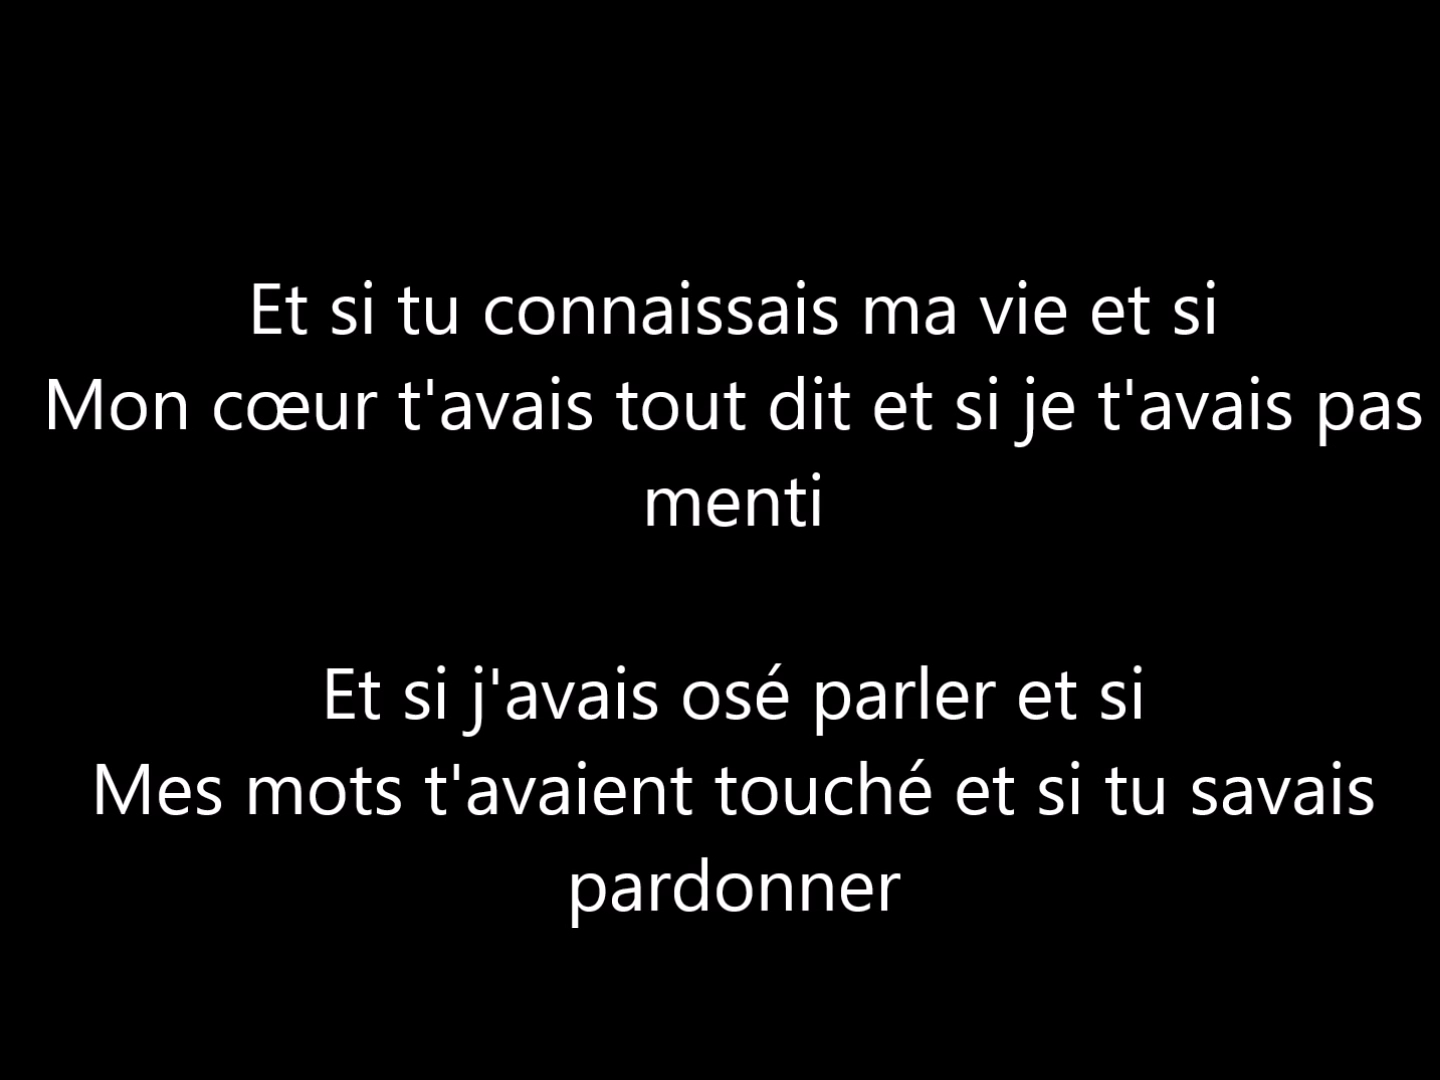 Et si tu connaissais ma vie et si
Mon cœur t'avais tout dit et si je t'avais pas
menti
Et si j'avais osé parler et si
Mes mots t'avaient touché et si tu savais
pardonner